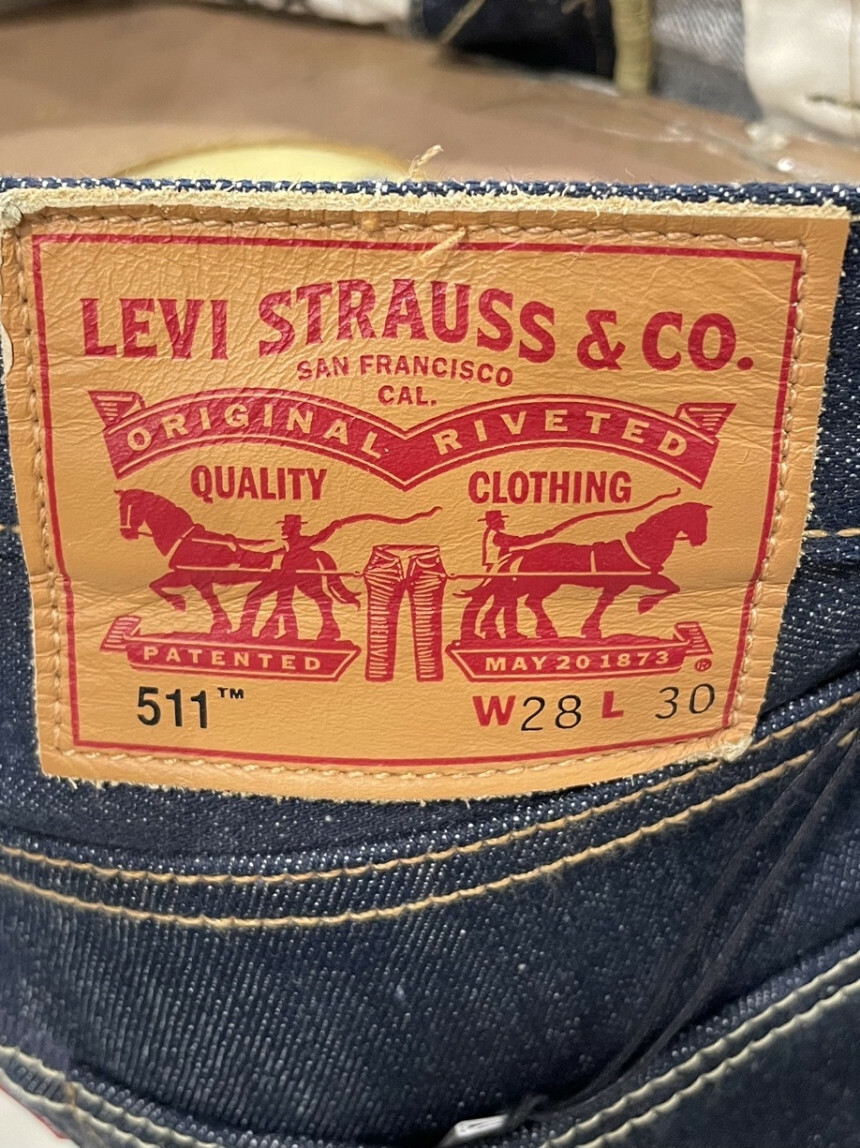 LEVI STRAUSS & CO.
SAN FRANCISCO
CAL.
ORIGINAL RIVETED
QUALITY CLOTHING
PATENTED MAY 20 1873 ®
511™ W28 L 30